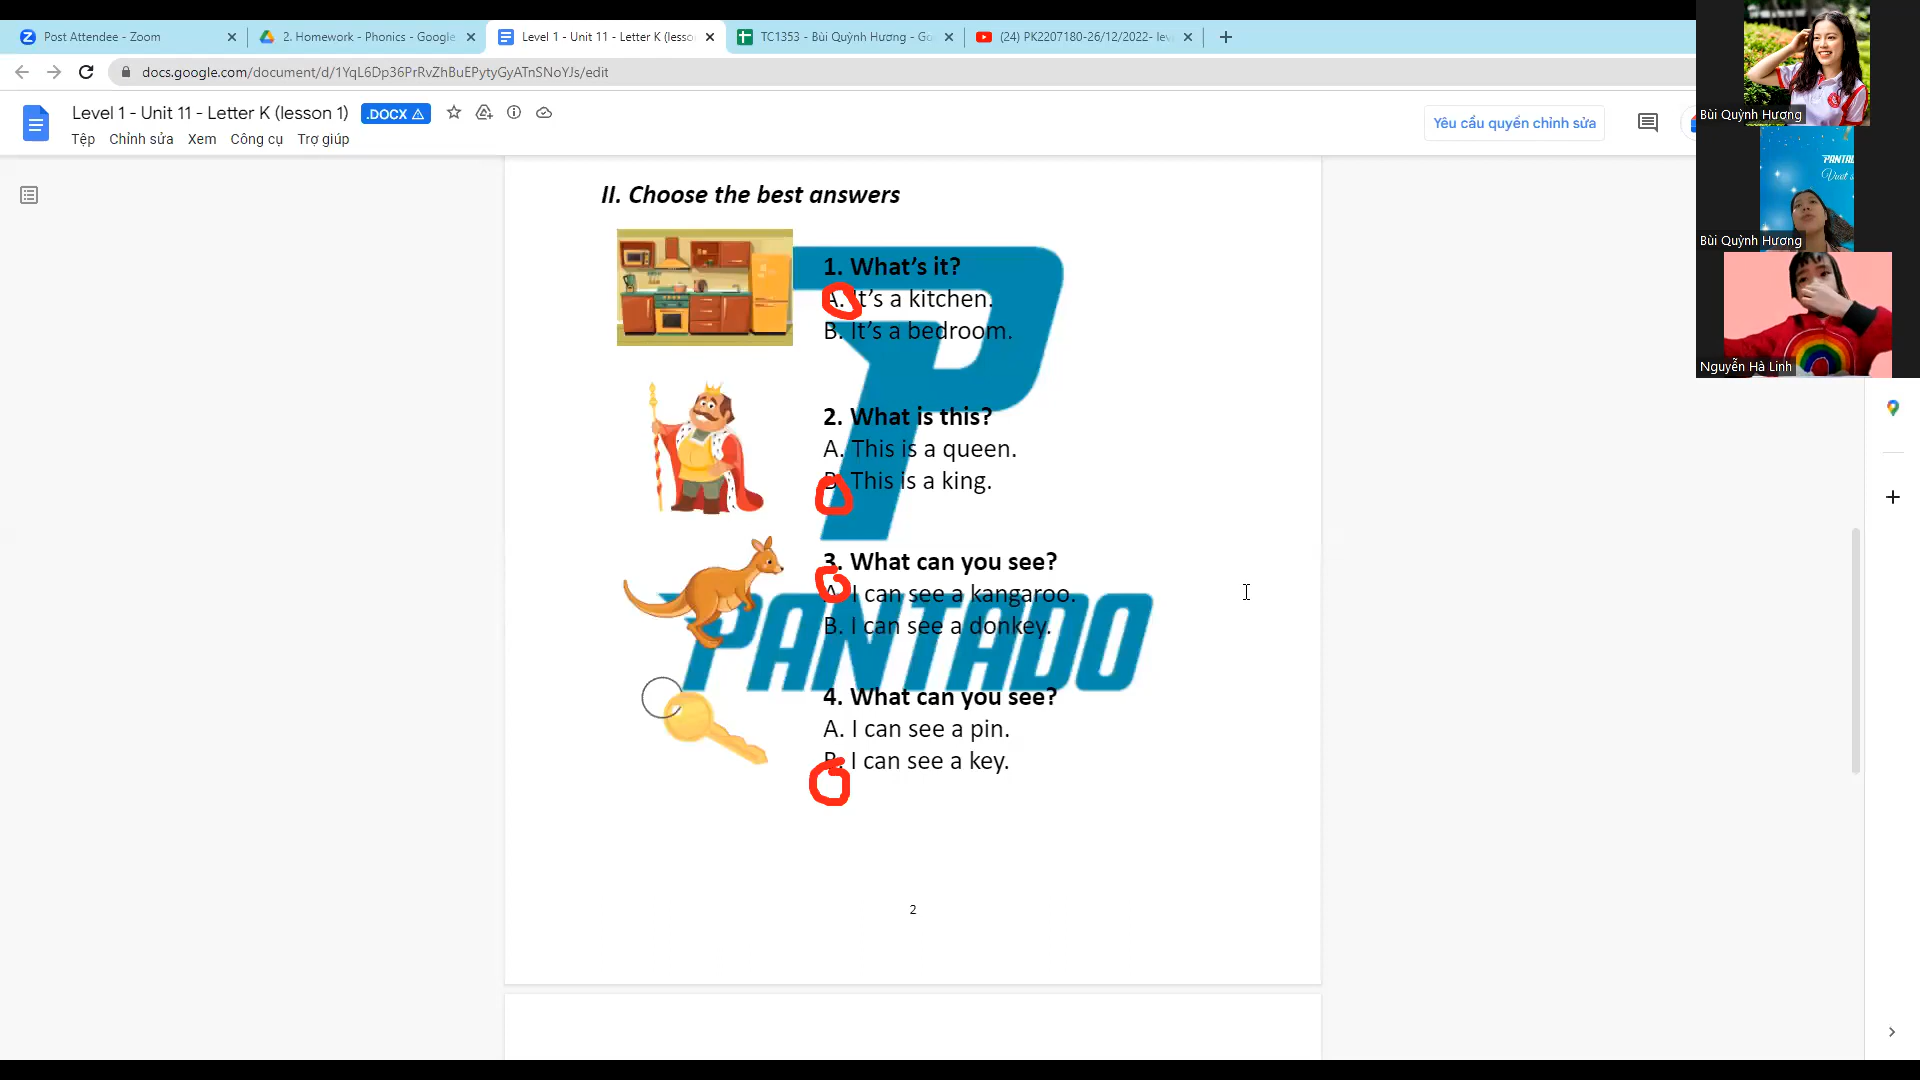 Post Attendee - Zoom
2. Homework - Phonics - Google
Level 1 - Unit 11 - Letter K (lesso
TC1353 - Bùi Quỳnh Hương - Go
(24) PK2207180-26/12/2022- lev
docs.google.com/document/d/1YqL6Dp36PrRvZhBuEPytyGyATnSNoYJs/edit
Level 1 - Unit 11 - Letter K (lesson 1)
.DOCX
Tệp Chỉnh sửa Xem Công cụ Trợ giúp
Yêu cầu quyền chỉnh sửa
Bùi Quỳnh Hương
PANTADO
Bùi Quỳnh Hương
Nguyễn Hà Linh
II. Choose the best answers
1. What's it?
A. It's a kitchen.
B. It's a bedroom.
2. What is this?
A. This is a queen.
B. This is a king.
3. What can you see?
A. I can see a kangaroo.
B. I can see a donkey.
PANTADO
4. What can you see?
A. I can see a pin.
B. I can see a key.
2